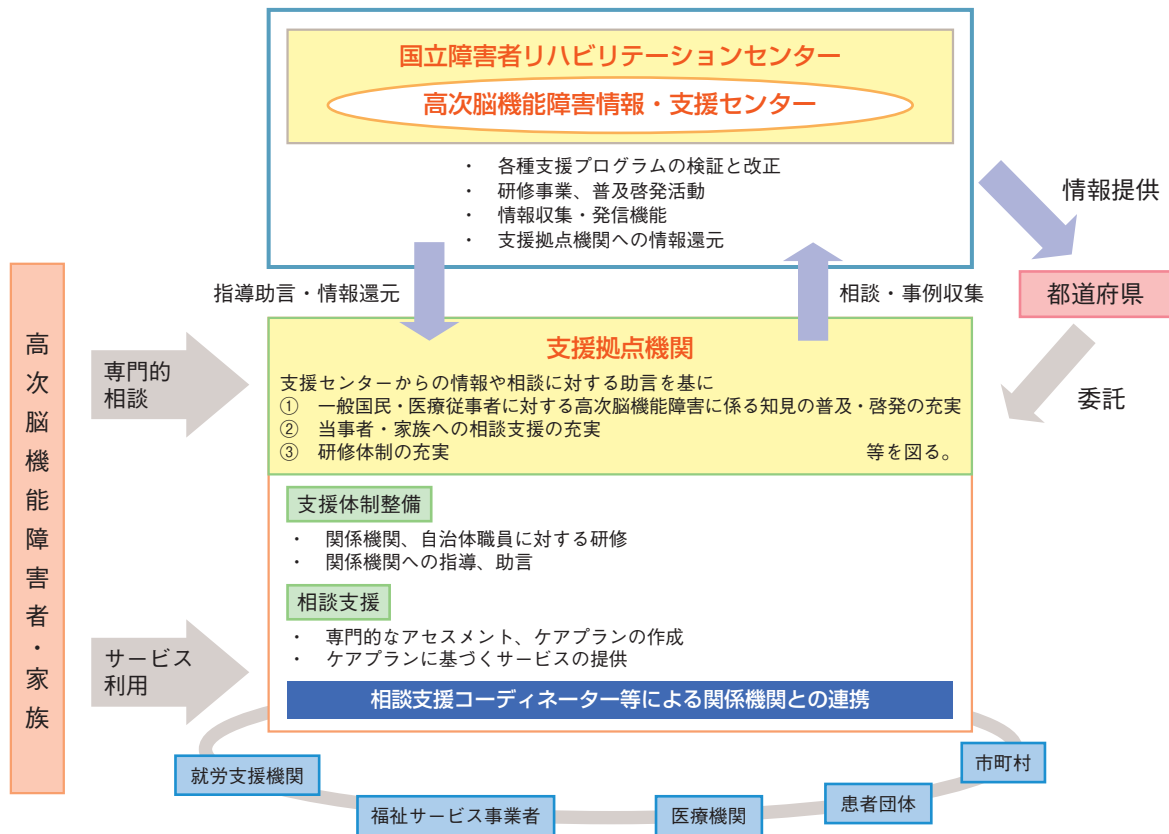 国立障害者リハビリテーションセンター
高次脳機能障害情報・支援センター
・ 各種支援プログラムの検証と改正
・ 研修事業、普及啓発活動
・ 情報収集・発信機能
・ 支援拠点機関への情報還元
情報提供
都道府県
委託
指導助言・情報還元
相談・事例収集
高次脳機能障害者・家族
専門的
相談
サービス
利用
支援拠点機関
支援センターからの情報や相談に対する助言を基に
① 一般国民・医療従事者に対する高次脳機能障害に係る知見の普及・啓発の充実
② 当事者・家族への相談支援の充実
③ 研修体制の充実 等を図る。
支援体制整備
・ 関係機関、自治体職員に対する研修
・ 関係機関への指導、助言
相談支援
・ 専門的なアセスメント、ケアプランの作成
・ ケアプランに基づくサービスの提供
相談支援コーディネーター等による関係機関との連携
就労支援機関
福祉サービス事業者
医療機関
患者団体
市町村